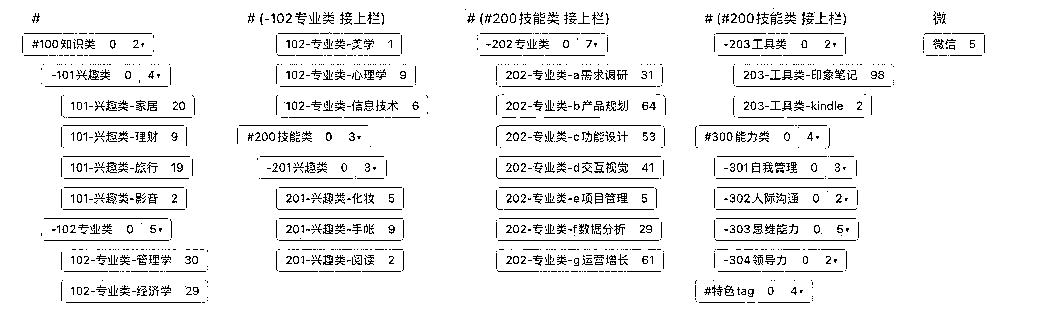 #
#100知识类 0 2▾
-101兴趣类 0 4▾
101-兴趣类-家居 20
101-兴趣类-理财 9
101-兴趣类-旅行 19
101-兴趣类-影音 2
-102专业类 0 5▾
102-专业类-管理学 30
102-专业类-经济学 29
# (-102专业类 接上栏)
102-专业类-美学 1
102-专业类-心理学 9
102-专业类-信息技术 6
#200技能类 0 3▾
-201兴趣类 0 3▾
201-兴趣类-化妆 5
201-兴趣类-手帐 9
201-兴趣类-阅读 2
# (#200技能类 接上栏)
-202专业类 0 7▾
202-专业类-a需求调研 31
202-专业类-b产品规划 64
202-专业类-c功能设计 53
202-专业类-d交互视觉 41
202-专业类-e项目管理 5
202-专业类-f数据分析 29
202-专业类-g运营增长 61
# (#200技能类 接上栏)
-203工具类 0 2▾
203-工具类-印象笔记 98
203-工具类-kindle 2
#300能力类 0 4▾
-301自我管理 0 3▾
-302人际沟通 0 2▾
-303思维能力 0 5▾
-304领导力 0 2▾
#特色tag 0 4▾
微
微信 5